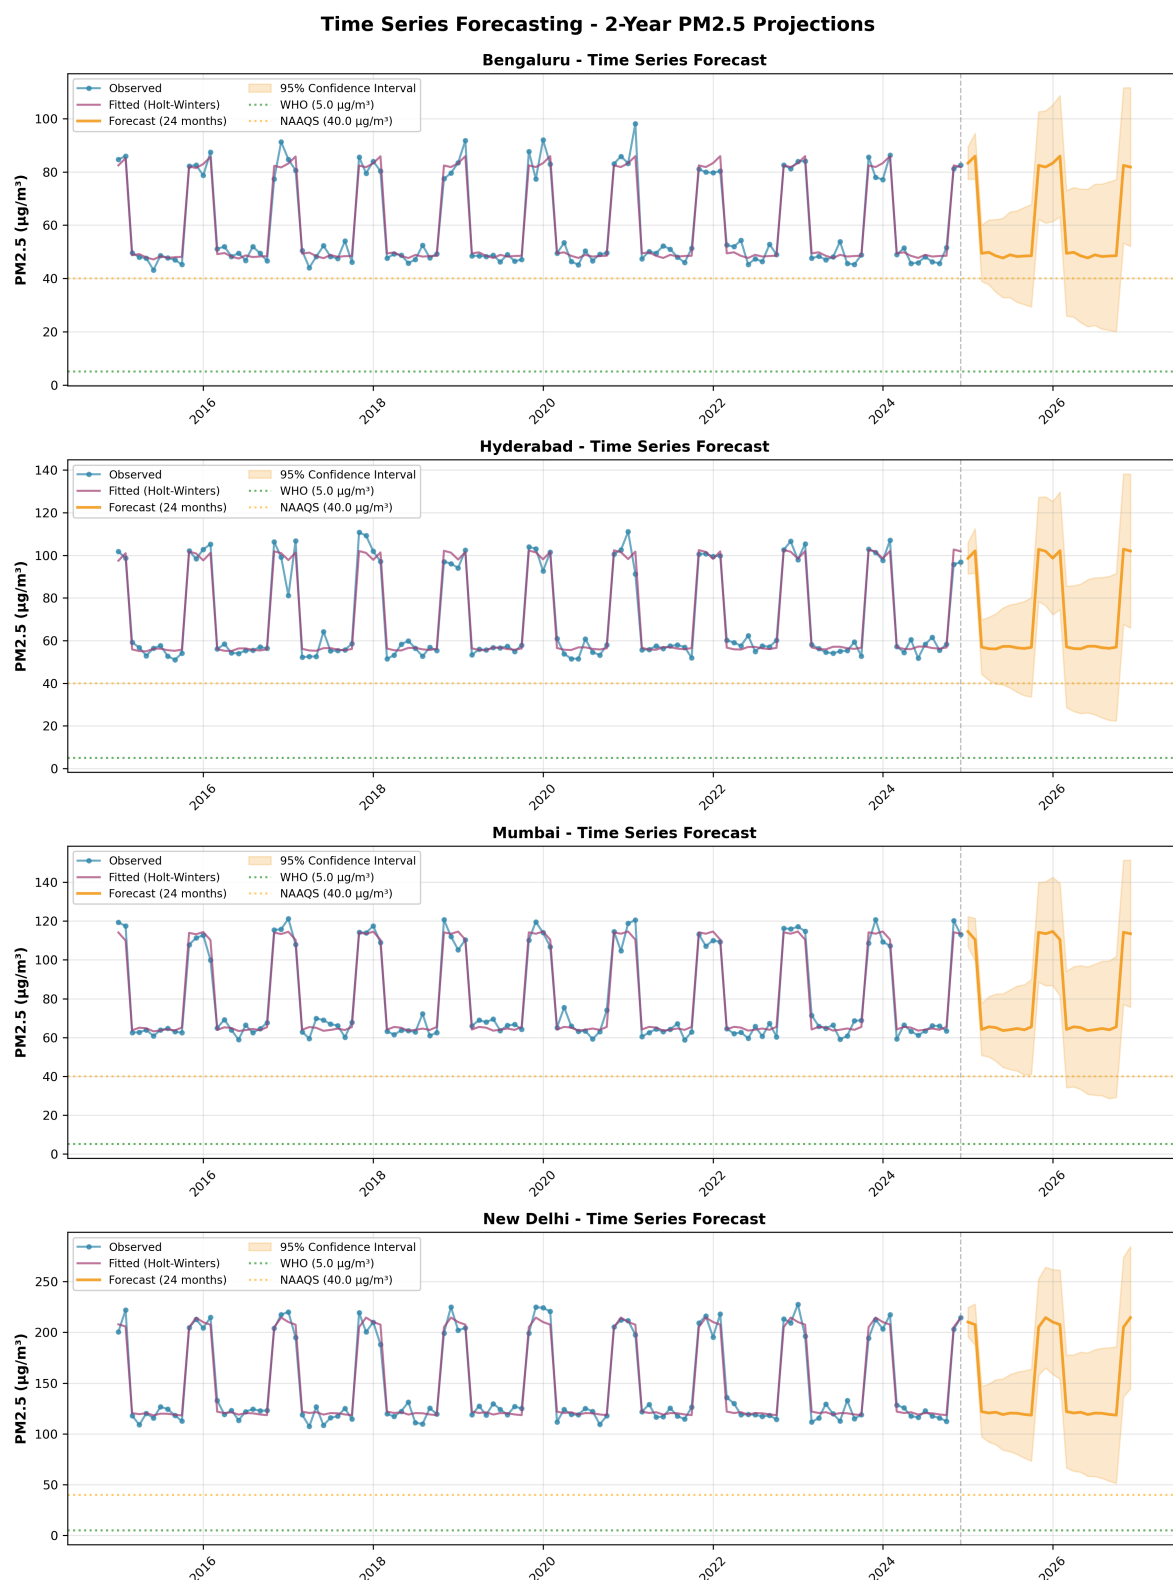 Time Series Forecasting - 2-Year PM2.5 Projections
Bengaluru - Time Series Forecast
Observed
Fitted (Holt-Winters)
Forecast (24 months)
95% Confidence Interval
WHO (5.0 μg/m³)
NAAQS (40.0 μg/m³)
PM2.5 (μg/m³)
100
80
60
40
20
0
2016
2018
2020
2022
2024
2026
Hyderabad - Time Series Forecast
Observed
Fitted (Holt-Winters)
Forecast (24 months)
95% Confidence Interval
WHO (5.0 μg/m³)
NAAQS (40.0 μg/m³)
PM2.5 (μg/m³)
140
120
100
80
60
40
20
0
2016
2018
2020
2022
2024
2026
Mumbai - Time Series Forecast
Observed
Fitted (Holt-Winters)
Forecast (24 months)
95% Confidence Interval
WHO (5.0 μg/m³)
NAAQS (40.0 μg/m³)
PM2.5 (μg/m³)
140
120
100
80
60
40
20
0
2016
2018
2020
2022
2024
2026
New Delhi - Time Series Forecast
Observed
Fitted (Holt-Winters)
Forecast (24 months)
95% Confidence Interval
WHO (5.0 μg/m³)
NAAQS (40.0 μg/m³)
PM2.5 (μg/m³)
250
200
150
100
50
0
2016
2018
2020
2022
2024
2026